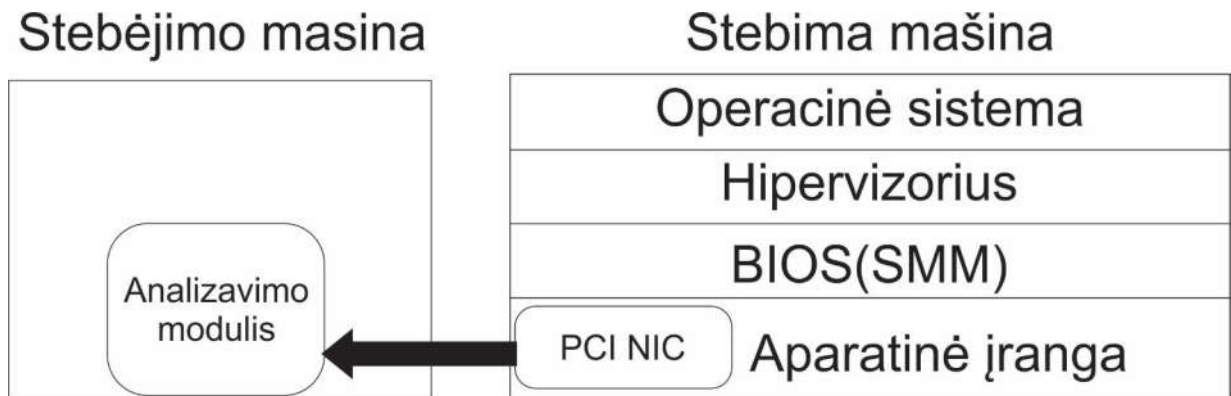 Stebėjimo masina
Stebima mašina
Operacinė sistema
Hipervizorius
BIOS(SMM)
Analizavimo
modulis
PCI NIC
Aparatinė įranga